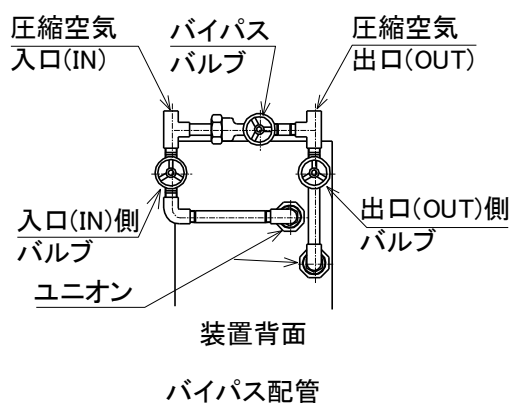 圧縮空気
入口(IN)
バイパス
バルブ
圧縮空気
出口(OUT)
入口(IN)側
バルブ
出口(OUT)側
バルブ
ユニオン
装置背面
バイパス配管